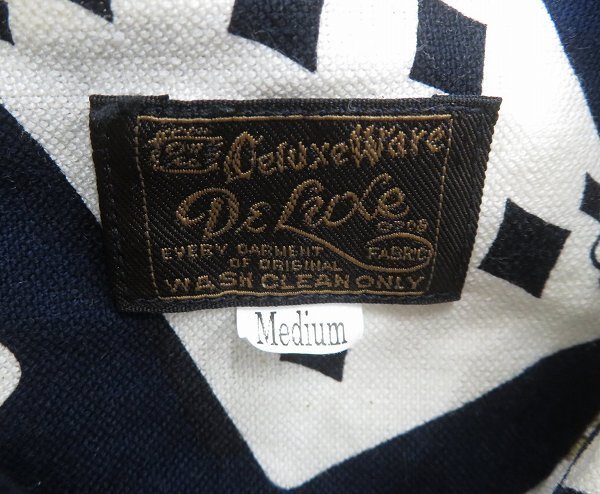 DeluxeWare
DELUXE
EVERY GARMENT
OF ORIGINAL
FABRIC
WASH CLEAN ONLY
Medium